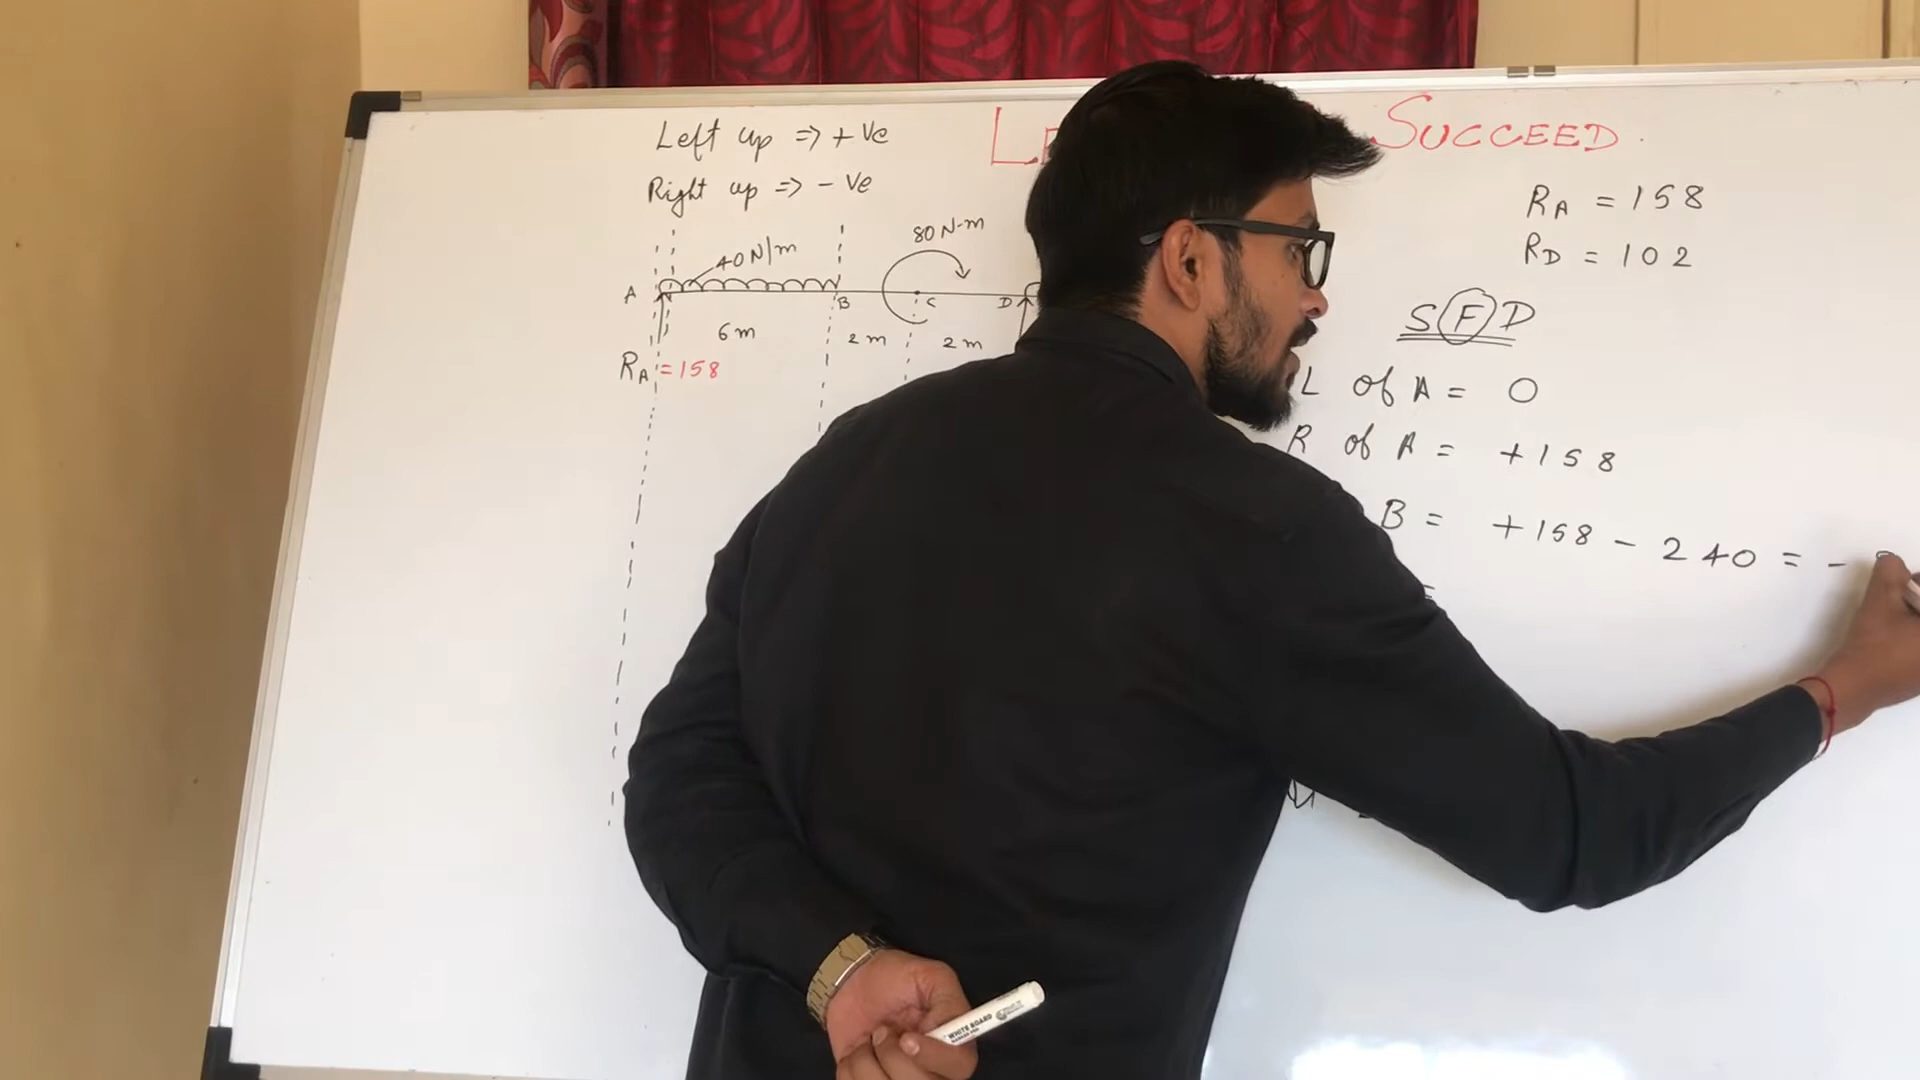 Left up => + ve
Right up => - ve
SUCCEED.
RA = 158
RD = 102
80 N-m
40 N/m
A
B
C
D
6 m
2 m
2 m
RA = 158
SFD
L of A = 0
R of A = +158
B = +158 - 240 = -
=
WHITE BOARD